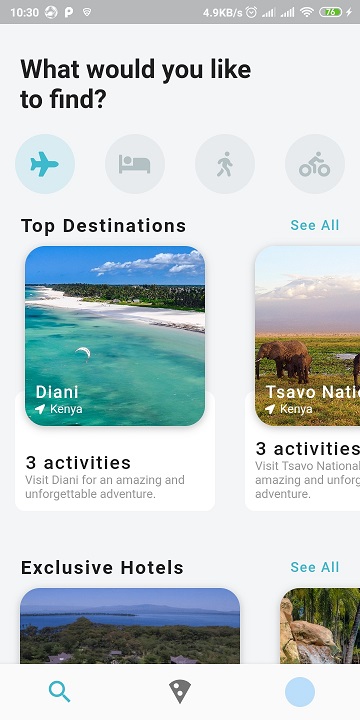 10:30 4.9KB/s 76
What would you like
to find?
Top Destinations See All
Diani
Kenya
3 activities
Visit Diani for an amazing and
unforgettable adventure.
Tsavo Nati
Kenya
3 activities
Visit Tsavo National
amazing and unforg
adventure.
Exclusive Hotels See All